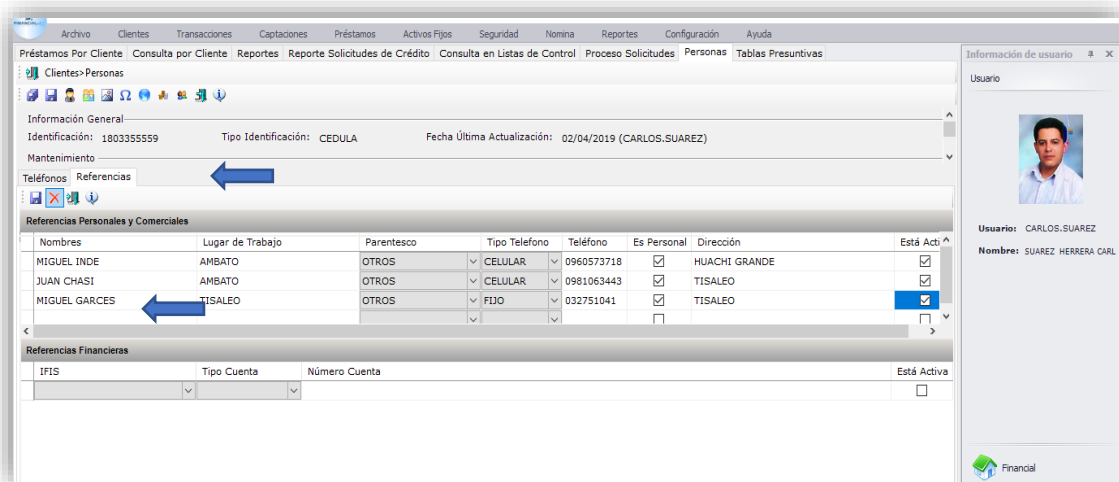 FINANCIAL
Archivo Clientes Transacciones Captaciones Préstamos Activos Fijos Seguridad Nomina Reportes Configuración Ayuda
Préstamos Por Cliente Consulta por Cliente Reportes Reporte Solicitudes de Crédito Consulta en Listas de Control Proceso Solicitudes Personas Tablas Presuntivas
Información de usuario
Clientes>Personas
Usuario
Información General
Identificación: 1803355559 Tipo Identificación: CEDULA Fecha Última Actualización: 02/04/2019 (CARLOS.SUAREZ)
Mantenimiento
Teléfonos Referencias
Referencias Personales y Comerciales
Usuario: CARLOS.SUAREZ
Nombres Lugar de Trabajo Parentesco Tipo Telefono Teléfono Es Personal Dirección Está Acti
Nombre: SUAREZ HERRERA CARL
MIGUEL INDE AMBATO OTROS CELULAR 0960573718 HUACHI GRANDE
JUAN CHASI AMBATO OTROS CELULAR 0981063443 TISALEO
MIGUEL GARCES TISALEO OTROS FIJO 032751041 TISALEO
Referencias Financieras
IFIS Tipo Cuenta Número Cuenta Está Activa
Financial